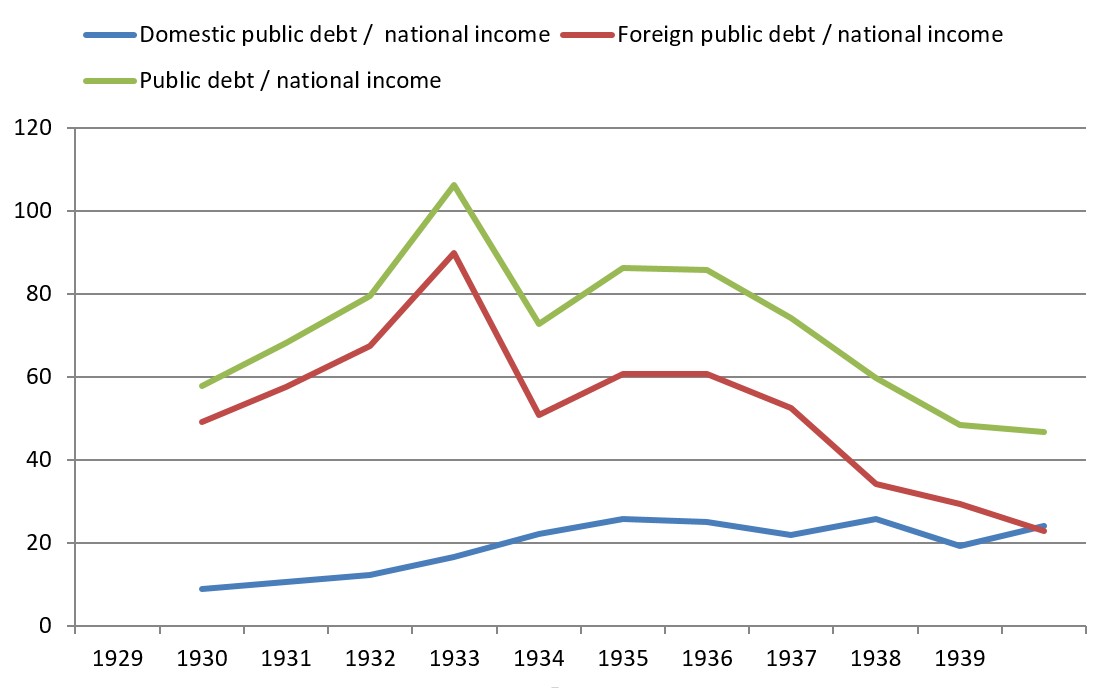 Domestic public debt /  national income Foreign public debt / national income
Public debt / national income
120
100
80
60
40
20
0
1929 1930 1931 1932 1933 1934 1935 1936 1937 1938 1939